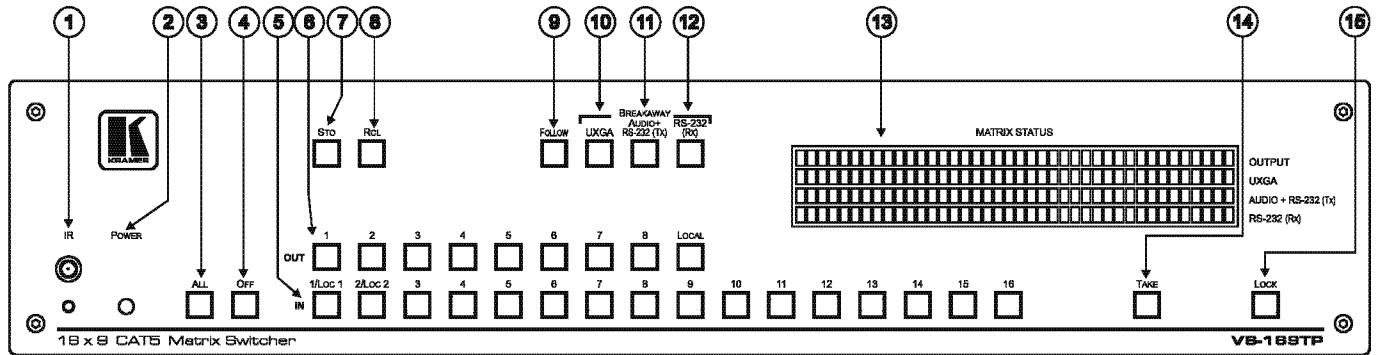 1 2 3 4 5 6 7 8 9 10 11 12 13 14 15
KRAMER
STO RCL FOLLOW UXGA BREAKAWAY AUDIO+ RS-232 (Tx) RS-232 (Rx)
MATRIX STATUS
OUTPUT
UXGA
AUDIO + RS-232 (Tx)
RS-232 (Rx)
IR POWER
OUT 1 2 3 4 5 6 7 8 LOCAL
ALL OFF IN 1/LOC 1 2/LOC 2 3 4 5 6 7 8 9 10 11 12 13 14 15 16 TAKE LOCK
16 x 9 CAT5 Matrix Switcher VS-169TP